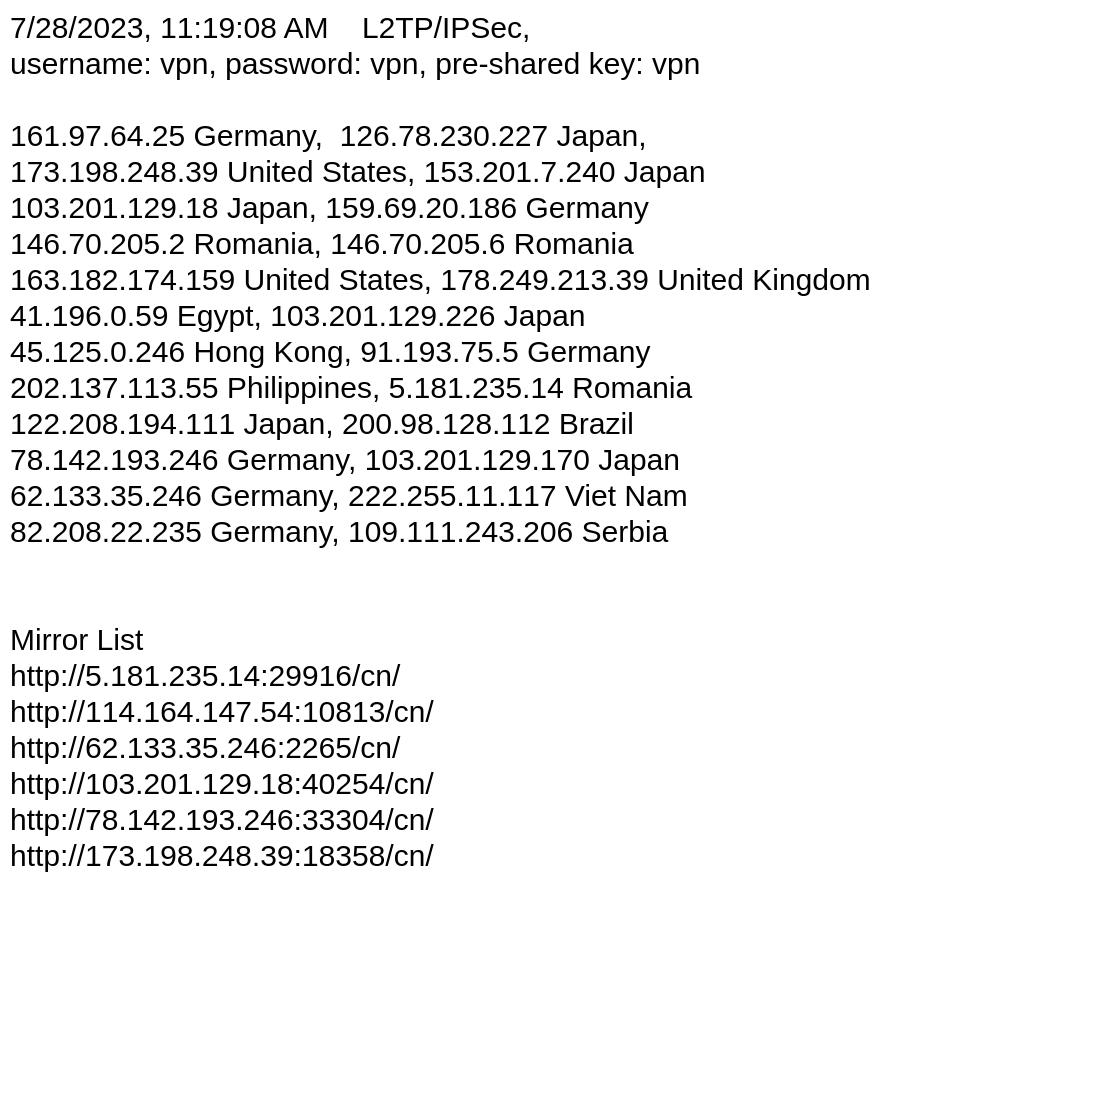 7/28/2023, 11:19:08 AM    L2TP/IPSec,
username: vpn, password: vpn, pre-shared key: vpn
161.97.64.25 Germany,  126.78.230.227 Japan,
173.198.248.39 United States, 153.201.7.240 Japan
103.201.129.18 Japan, 159.69.20.186 Germany
146.70.205.2 Romania, 146.70.205.6 Romania
163.182.174.159 United States, 178.249.213.39 United Kingdom
41.196.0.59 Egypt, 103.201.129.226 Japan
45.125.0.246 Hong Kong, 91.193.75.5 Germany
202.137.113.55 Philippines, 5.181.235.14 Romania
122.208.194.111 Japan, 200.98.128.112 Brazil
78.142.193.246 Germany, 103.201.129.170 Japan
62.133.35.246 Germany, 222.255.11.117 Viet Nam
82.208.22.235 Germany, 109.111.243.206 Serbia
Mirror List
http://5.181.235.14:29916/cn/
http://114.164.147.54:10813/cn/
http://62.133.35.246:2265/cn/
http://103.201.129.18:40254/cn/
http://78.142.193.246:33304/cn/
http://173.198.248.39:18358/cn/